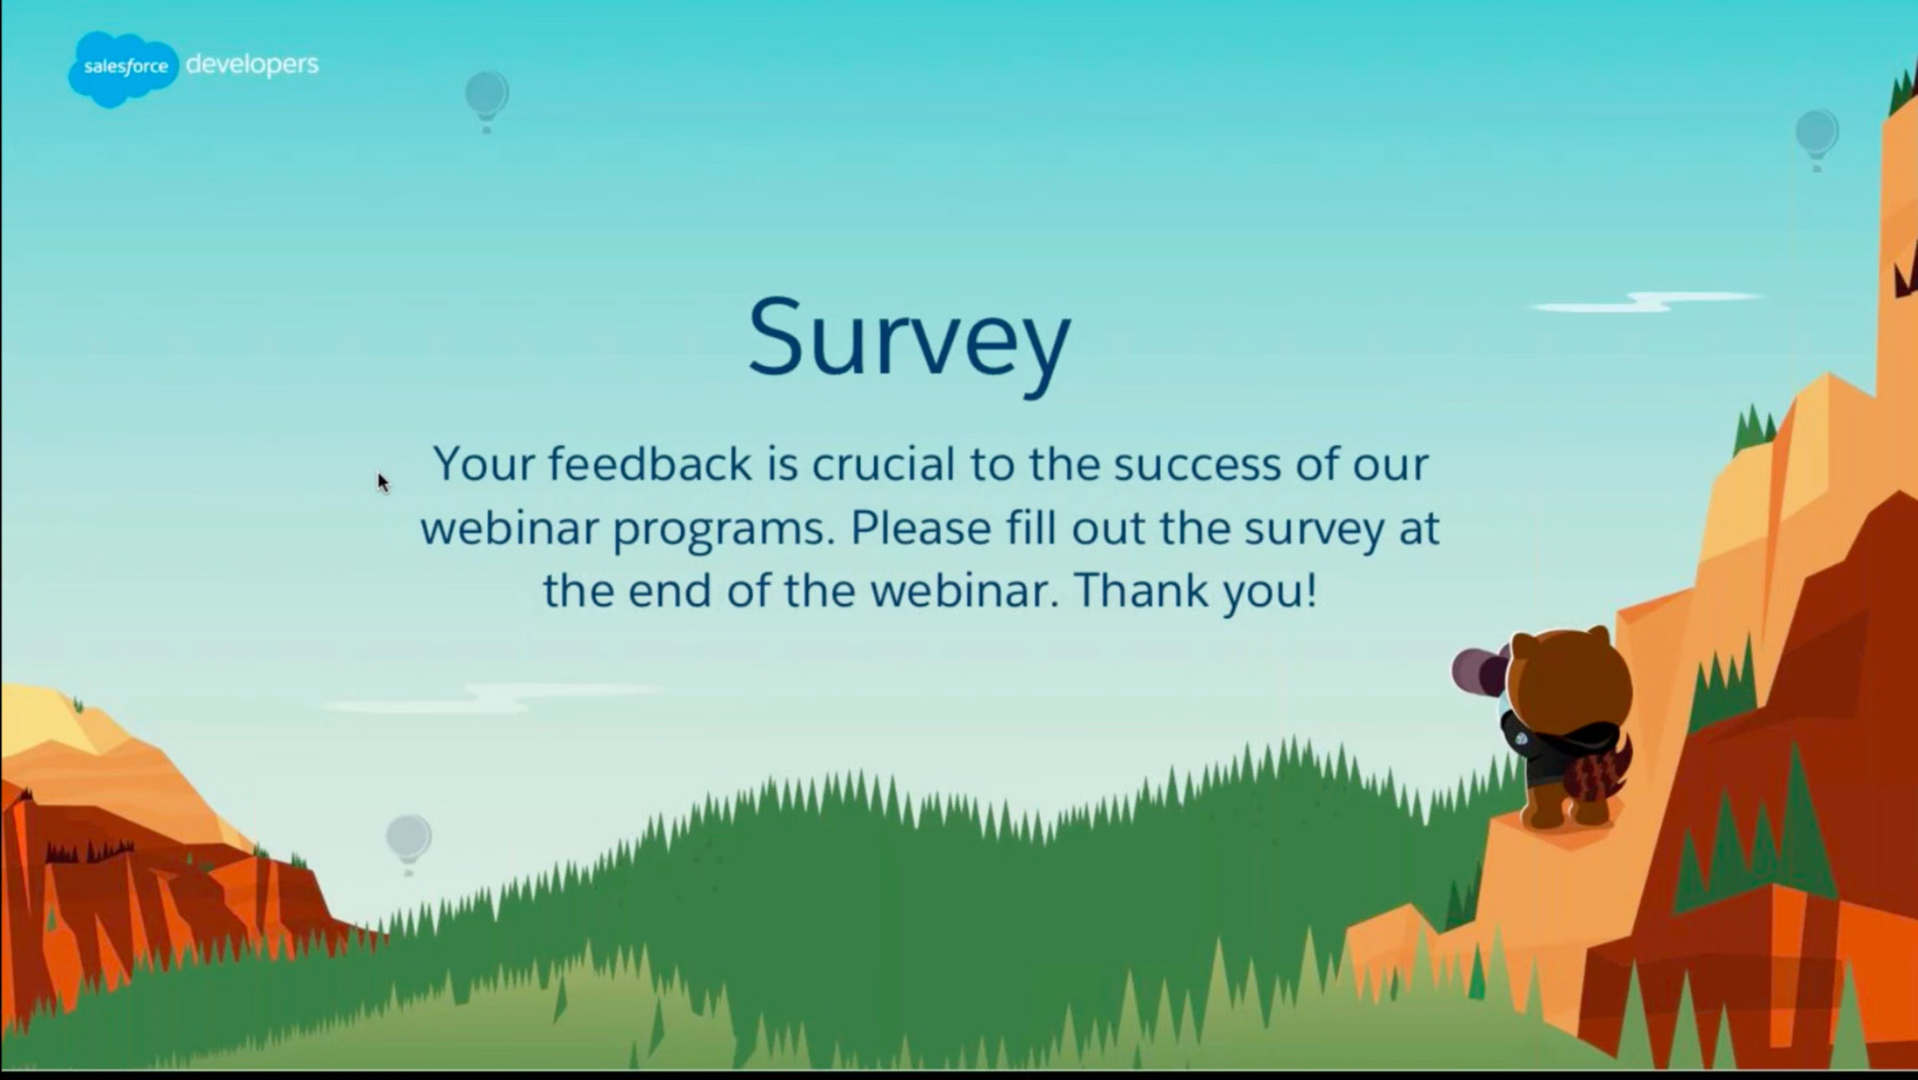 salesforce developers
Survey
Your feedback is crucial to the success of our
webinar programs. Please fill out the survey at
the end of the webinar. Thank you!